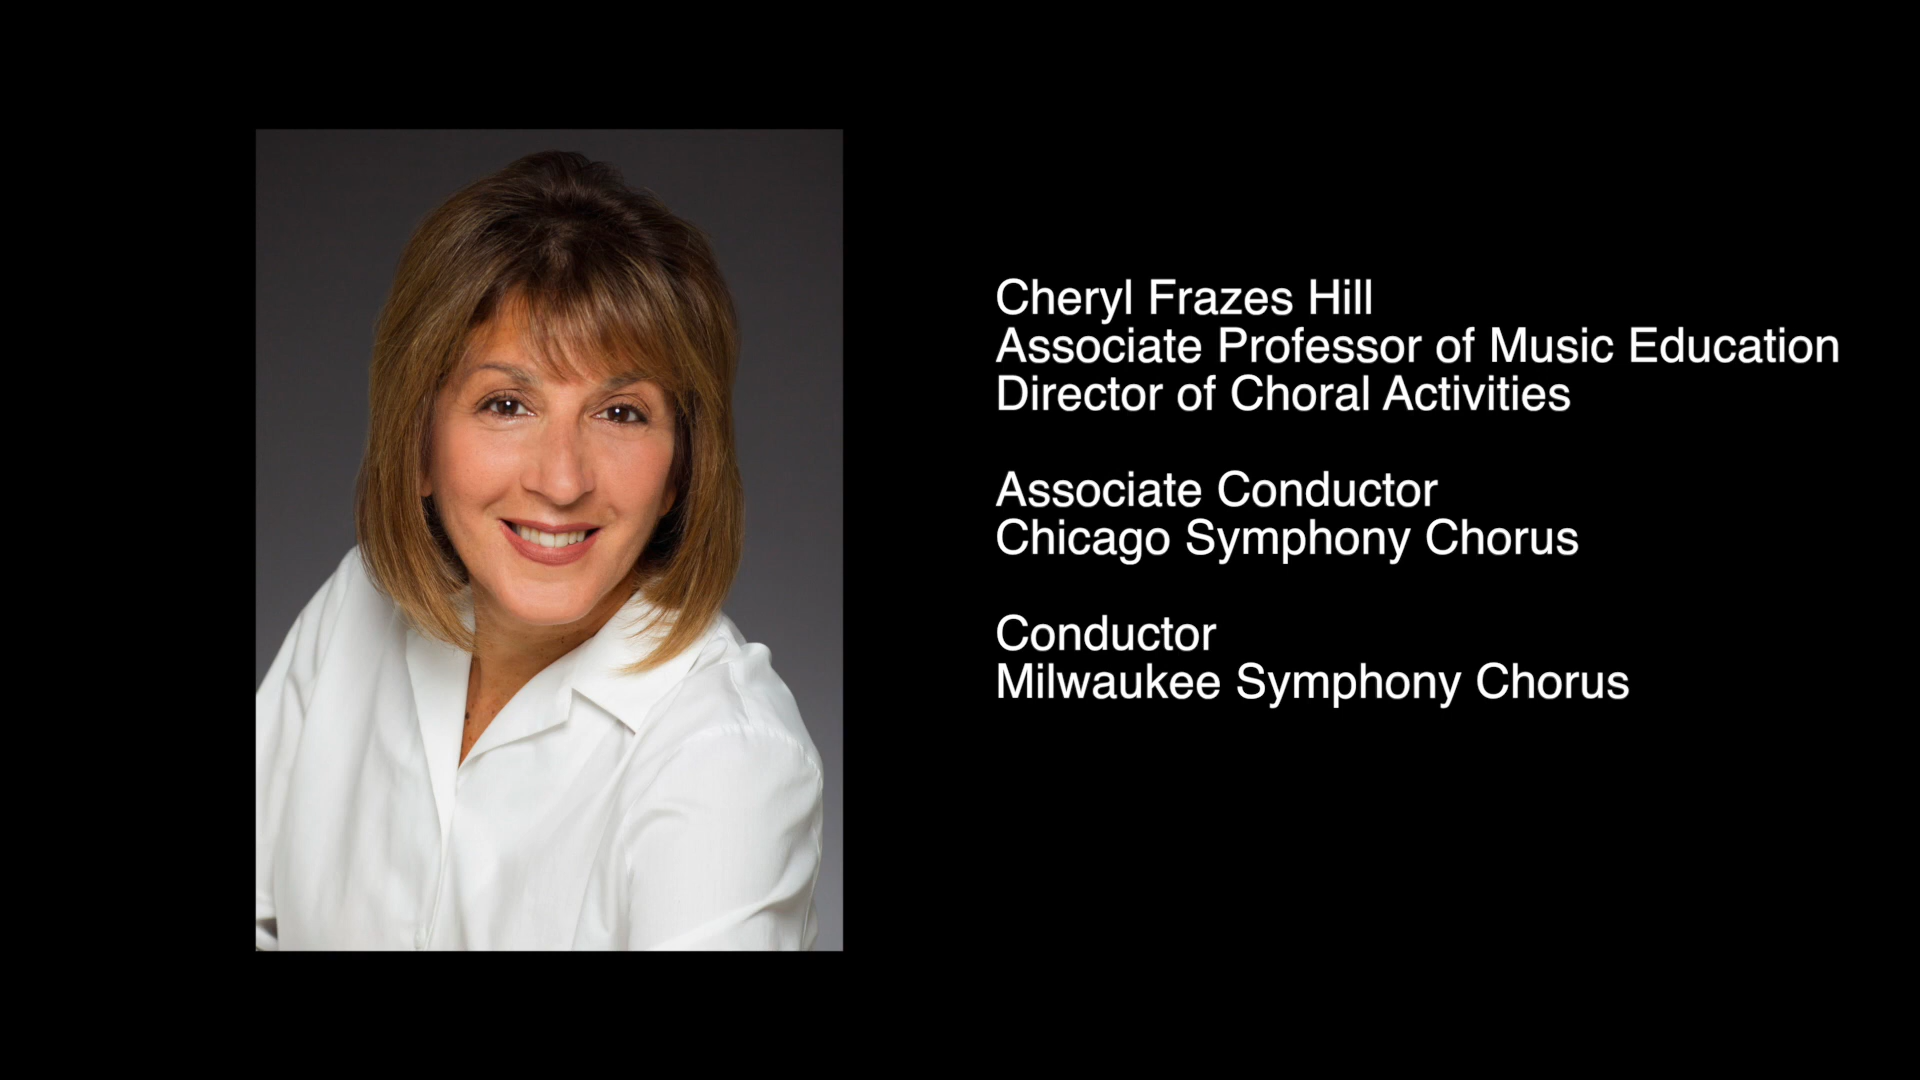 Cheryl Frazes Hill
Associate Professor of Music Education
Director of Choral Activities
Associate Conductor
Chicago Symphony Chorus
Conductor
Milwaukee Symphony Chorus